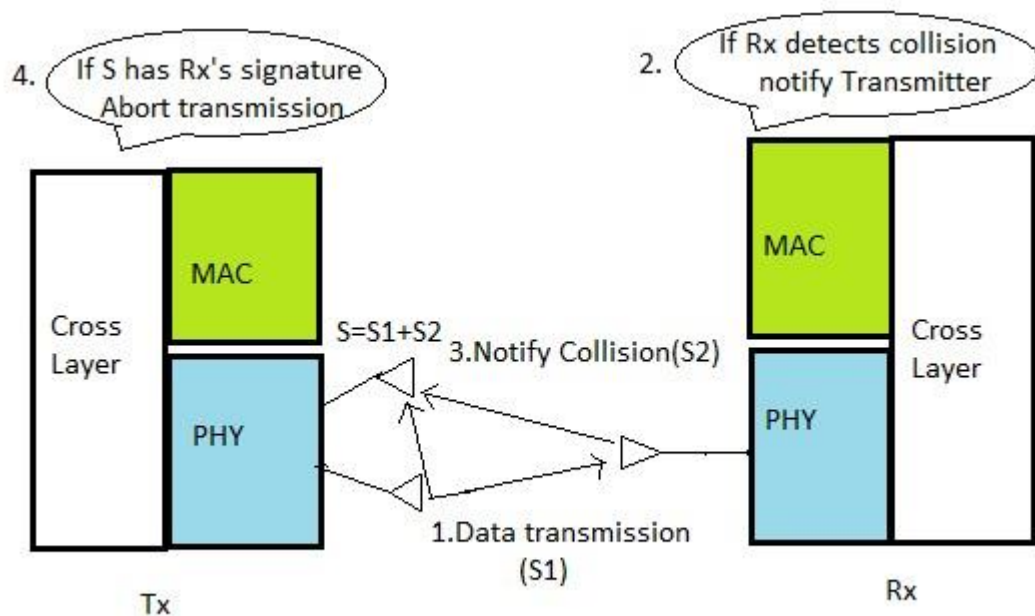 4.
If S has Rx's signature
Abort transmission
2.
If Rx detects collision
notify Transmitter
MAC
Cross
Layer
PHY
S=S1+S2
3.Notify Collision(S2)
1.Data transmission
(S1)
MAC
PHY
Cross
Layer
Tx
Rx